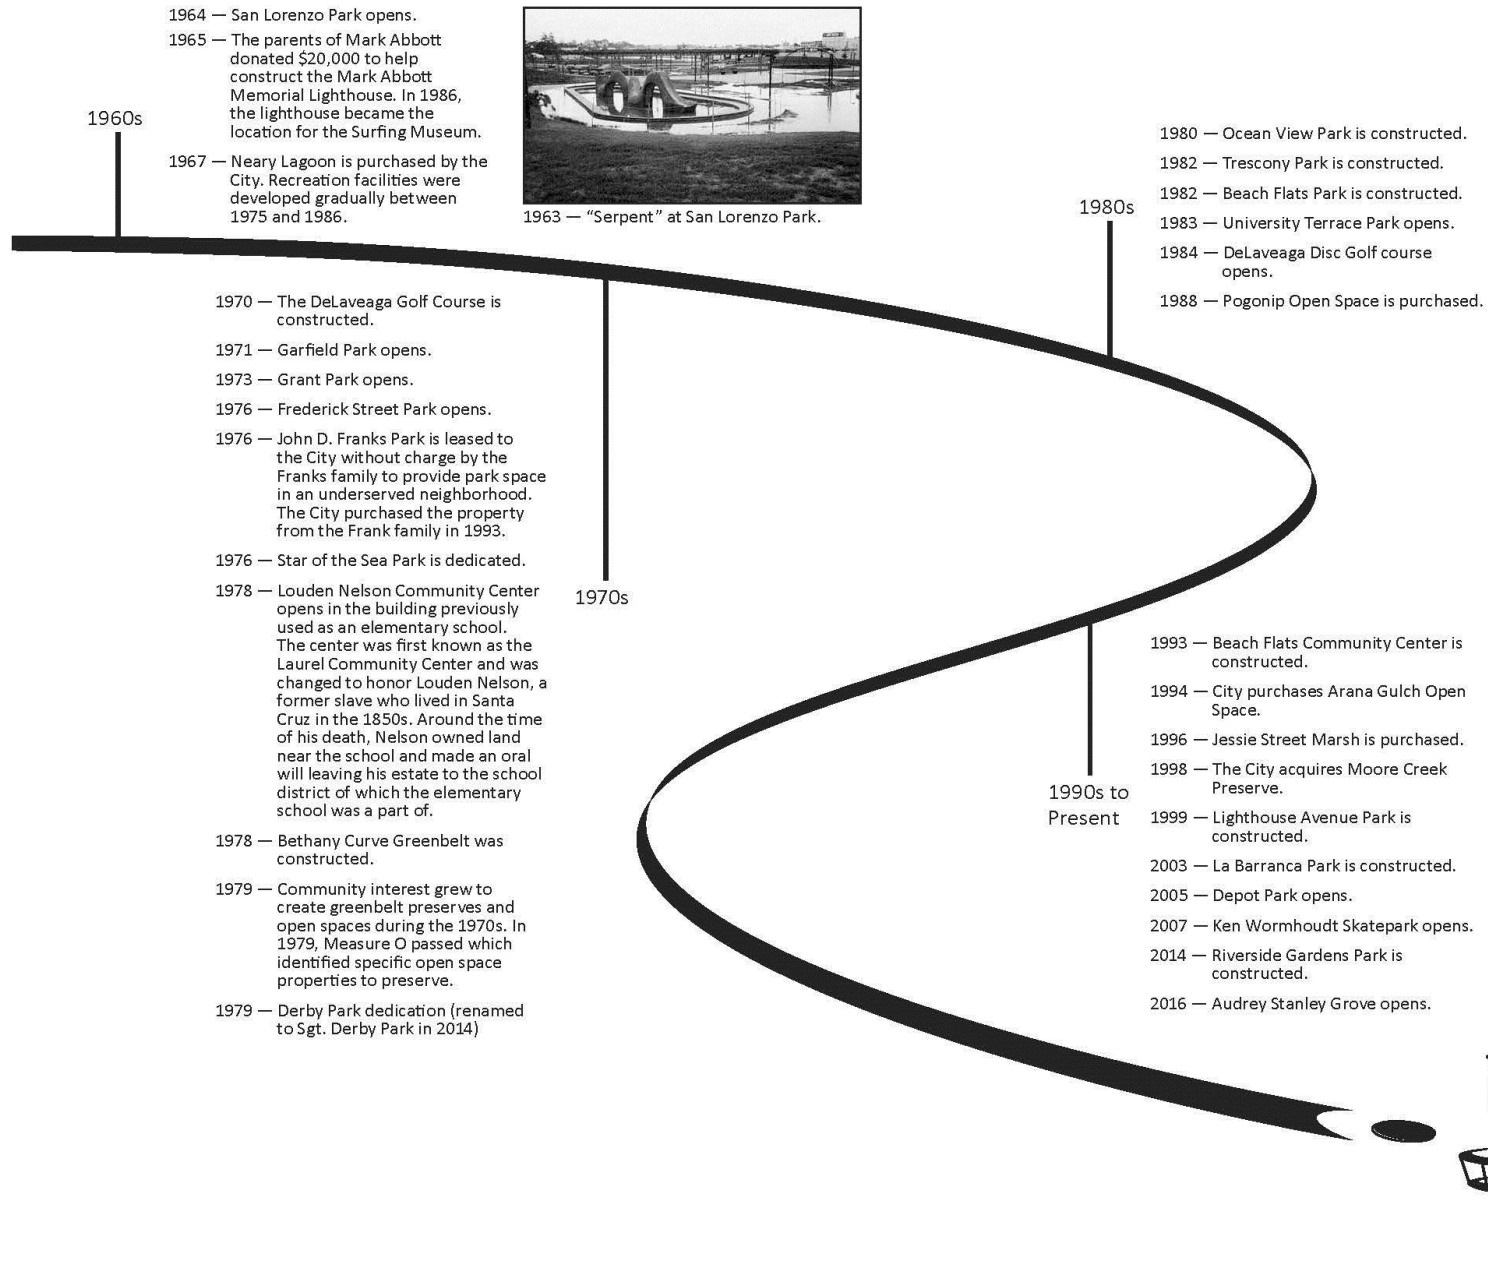 1964 — San Lorenzo Park opens.
1965 — The parents of Mark Abbott
donated $20,000 to help
construct the Mark Abbott
Memorial Lighthouse. In 1986,
the lighthouse became the
location for the Surfing Museum.
1960s
1967 — Neary Lagoon is purchased by the
City. Recreation facilities were
developed gradually between
1975 and 1986.
1963 — “Serpent” at San Lorenzo Park.
1970 — The DeLaveaga Golf Course is
constructed.
1971 — Garfield Park opens.
1973 — Grant Park opens.
1976 — Frederick Street Park opens.
1976 — John D. Franks Park is leased to
the City without charge by the
Franks family to provide park space
in an underserved neighborhood.
The City purchased the property
from the Frank family in 1993.
1976 — Star of the Sea Park is dedicated.
1978 — Louden Nelson Community Center
opens in the building previously
used as an elementary school.
The center was first known as the
Laurel Community Center and was
changed to honor Louden Nelson, a
former slave who lived in Santa
Cruz in the 1850s. Around the time
of his death, Nelson owned land
near the school and made an oral
will leaving his estate to the school
district of which the elementary
school was a part of.
1978 — Bethany Curve Greenbelt was
constructed.
1979 — Community interest grew to
create greenbelt preserves and
open spaces during the 1970s. In
1979, Measure O passed which
identified specific open space
properties to preserve.
1979 — Derby Park dedication (renamed
to Sgt. Derby Park in 2014)
1970s
1980s
1980 — Ocean View Park is constructed.
1982 — Trescony Park is constructed.
1982 — Beach Flats Park is constructed.
1983 — University Terrace Park opens.
1984 — DeLaveaga Disc Golf course
opens.
1988 — Pogonip Open Space is purchased.
1990s to
Present
1993 — Beach Flats Community Center is
constructed.
1994 — City purchases Arana Gulch Open
Space.
1996 — Jessie Street Marsh is purchased.
1998 — The City acquires Moore Creek
Preserve.
1999 — Lighthouse Avenue Park is
constructed.
2003 — La Barranca Park is constructed.
2005 — Depot Park opens.
2007 — Ken Wormhoudt Skatepark opens.
2014 — Riverside Gardens Park is
constructed.
2016 — Audrey Stanley Grove opens.